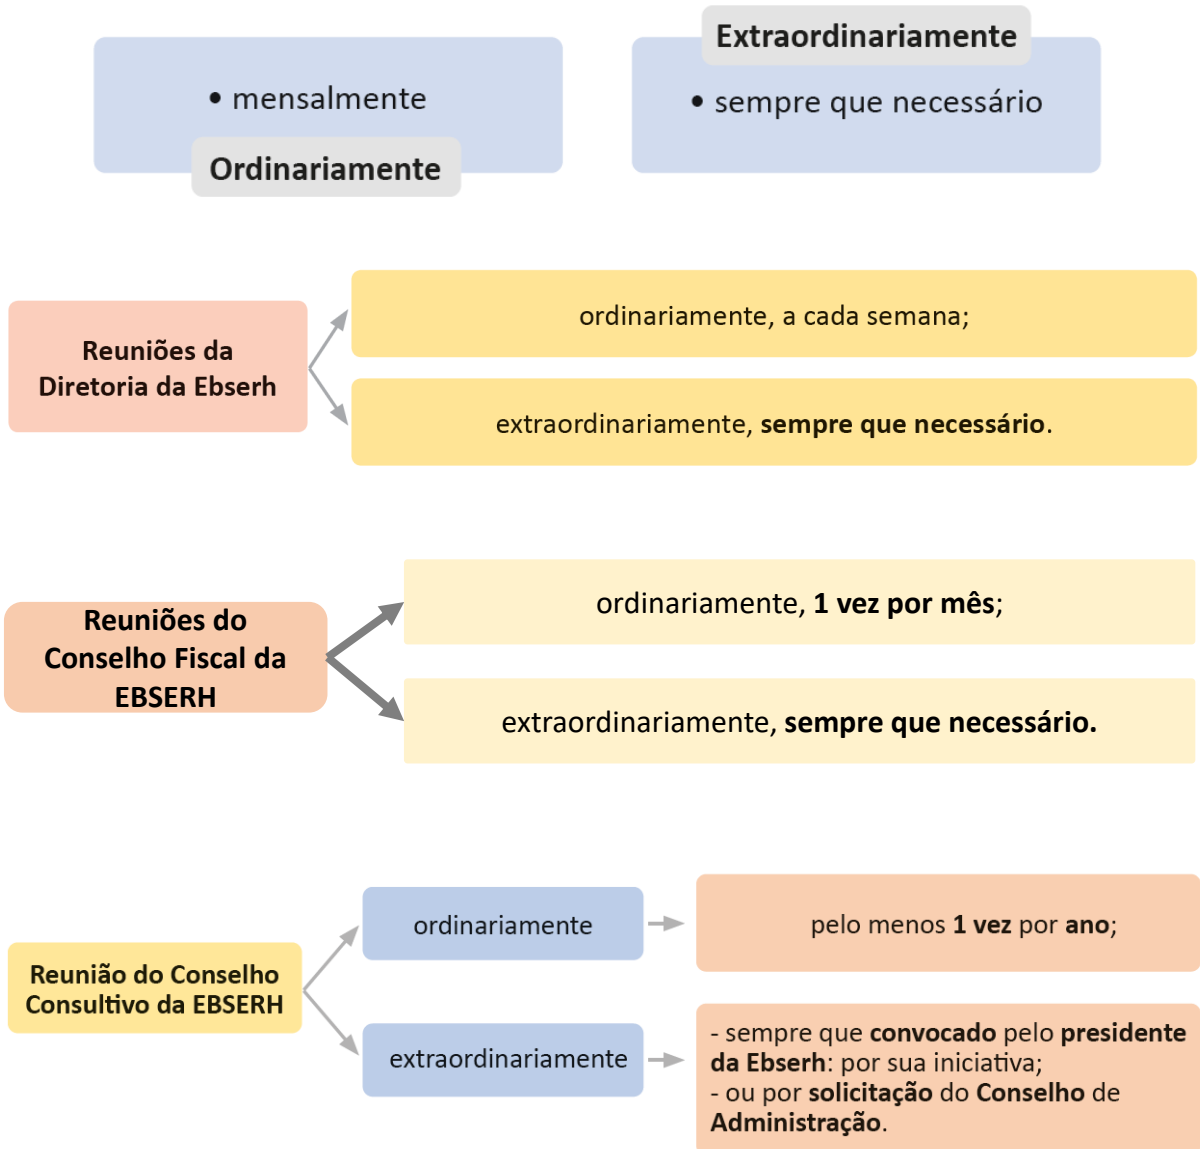 • mensalmente
Ordinariamente
Extraordinariamente
• sempre que necessário
Reuniões da
Diretoria da Ebserh
ordinariamente, a cada semana;
extraordinariamente, sempre que necessário.
Reuniões do
Conselho Fiscal da
EBSERH
ordinariamente, 1 vez por mês;
extraordinariamente, sempre que necessário.
Reunião do Conselho
Consultivo da EBSERH
ordinariamente
pelo menos 1 vez por ano;
extraordinariamente
- sempre que convocado pelo presidente
da Ebserh: por sua iniciativa;
- ou por solicitação do Conselho de
Administração.